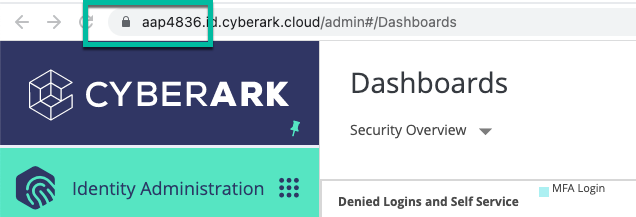 aap4836.id.cyberark.cloud/admin#/Dashboards
CYBERARK
Dashboards
Security Overview
Identity Administration
MFA Login
Denied Logins and Self Service